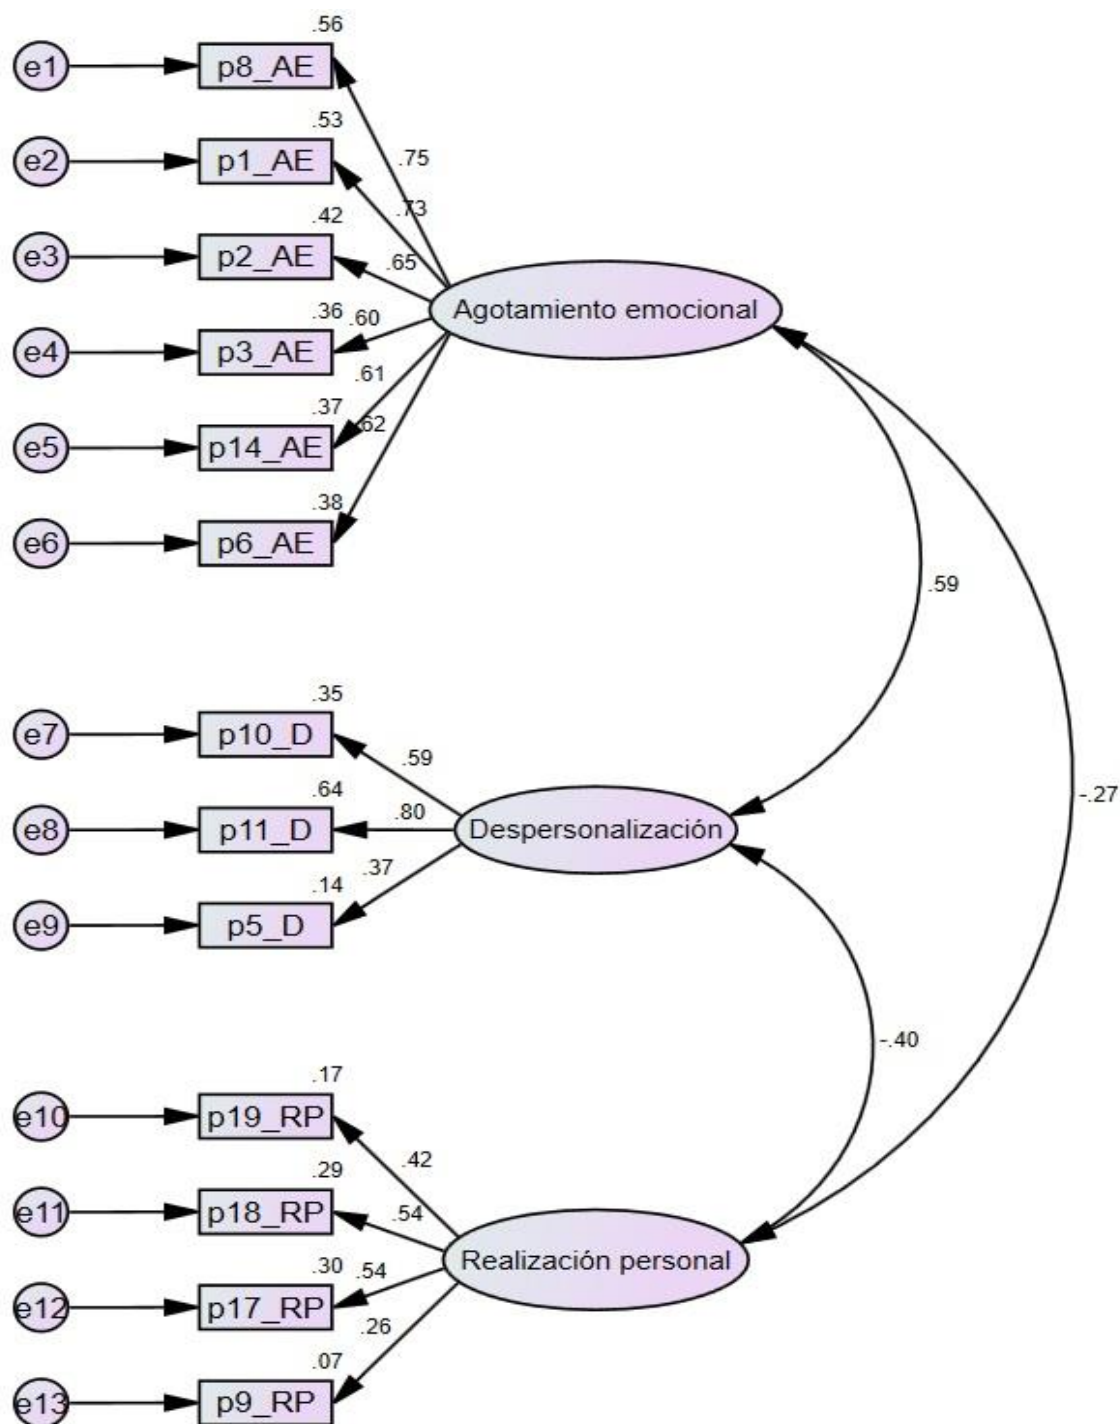 .56
e1 p8_AE
.53
e2 p1_AE
.75
.73
.42
e3 p2_AE
.65
Agotamiento emocional
.36 .60
e4 p3_AE
.61
.37
.62
e5 p14_AE
.38
e6 p6_AE
.59
.35
e7 p10_D
.59
.64
e8 p11_D
.80
Despersonalización
-.27
.37
.14
e9 p5_D
-.40
.17
e10 p19_RP
.42
.29
e11 p18_RP
.54
Realización personal
.30 .54
e12 p17_RP
.26
.07
e13 p9_RP